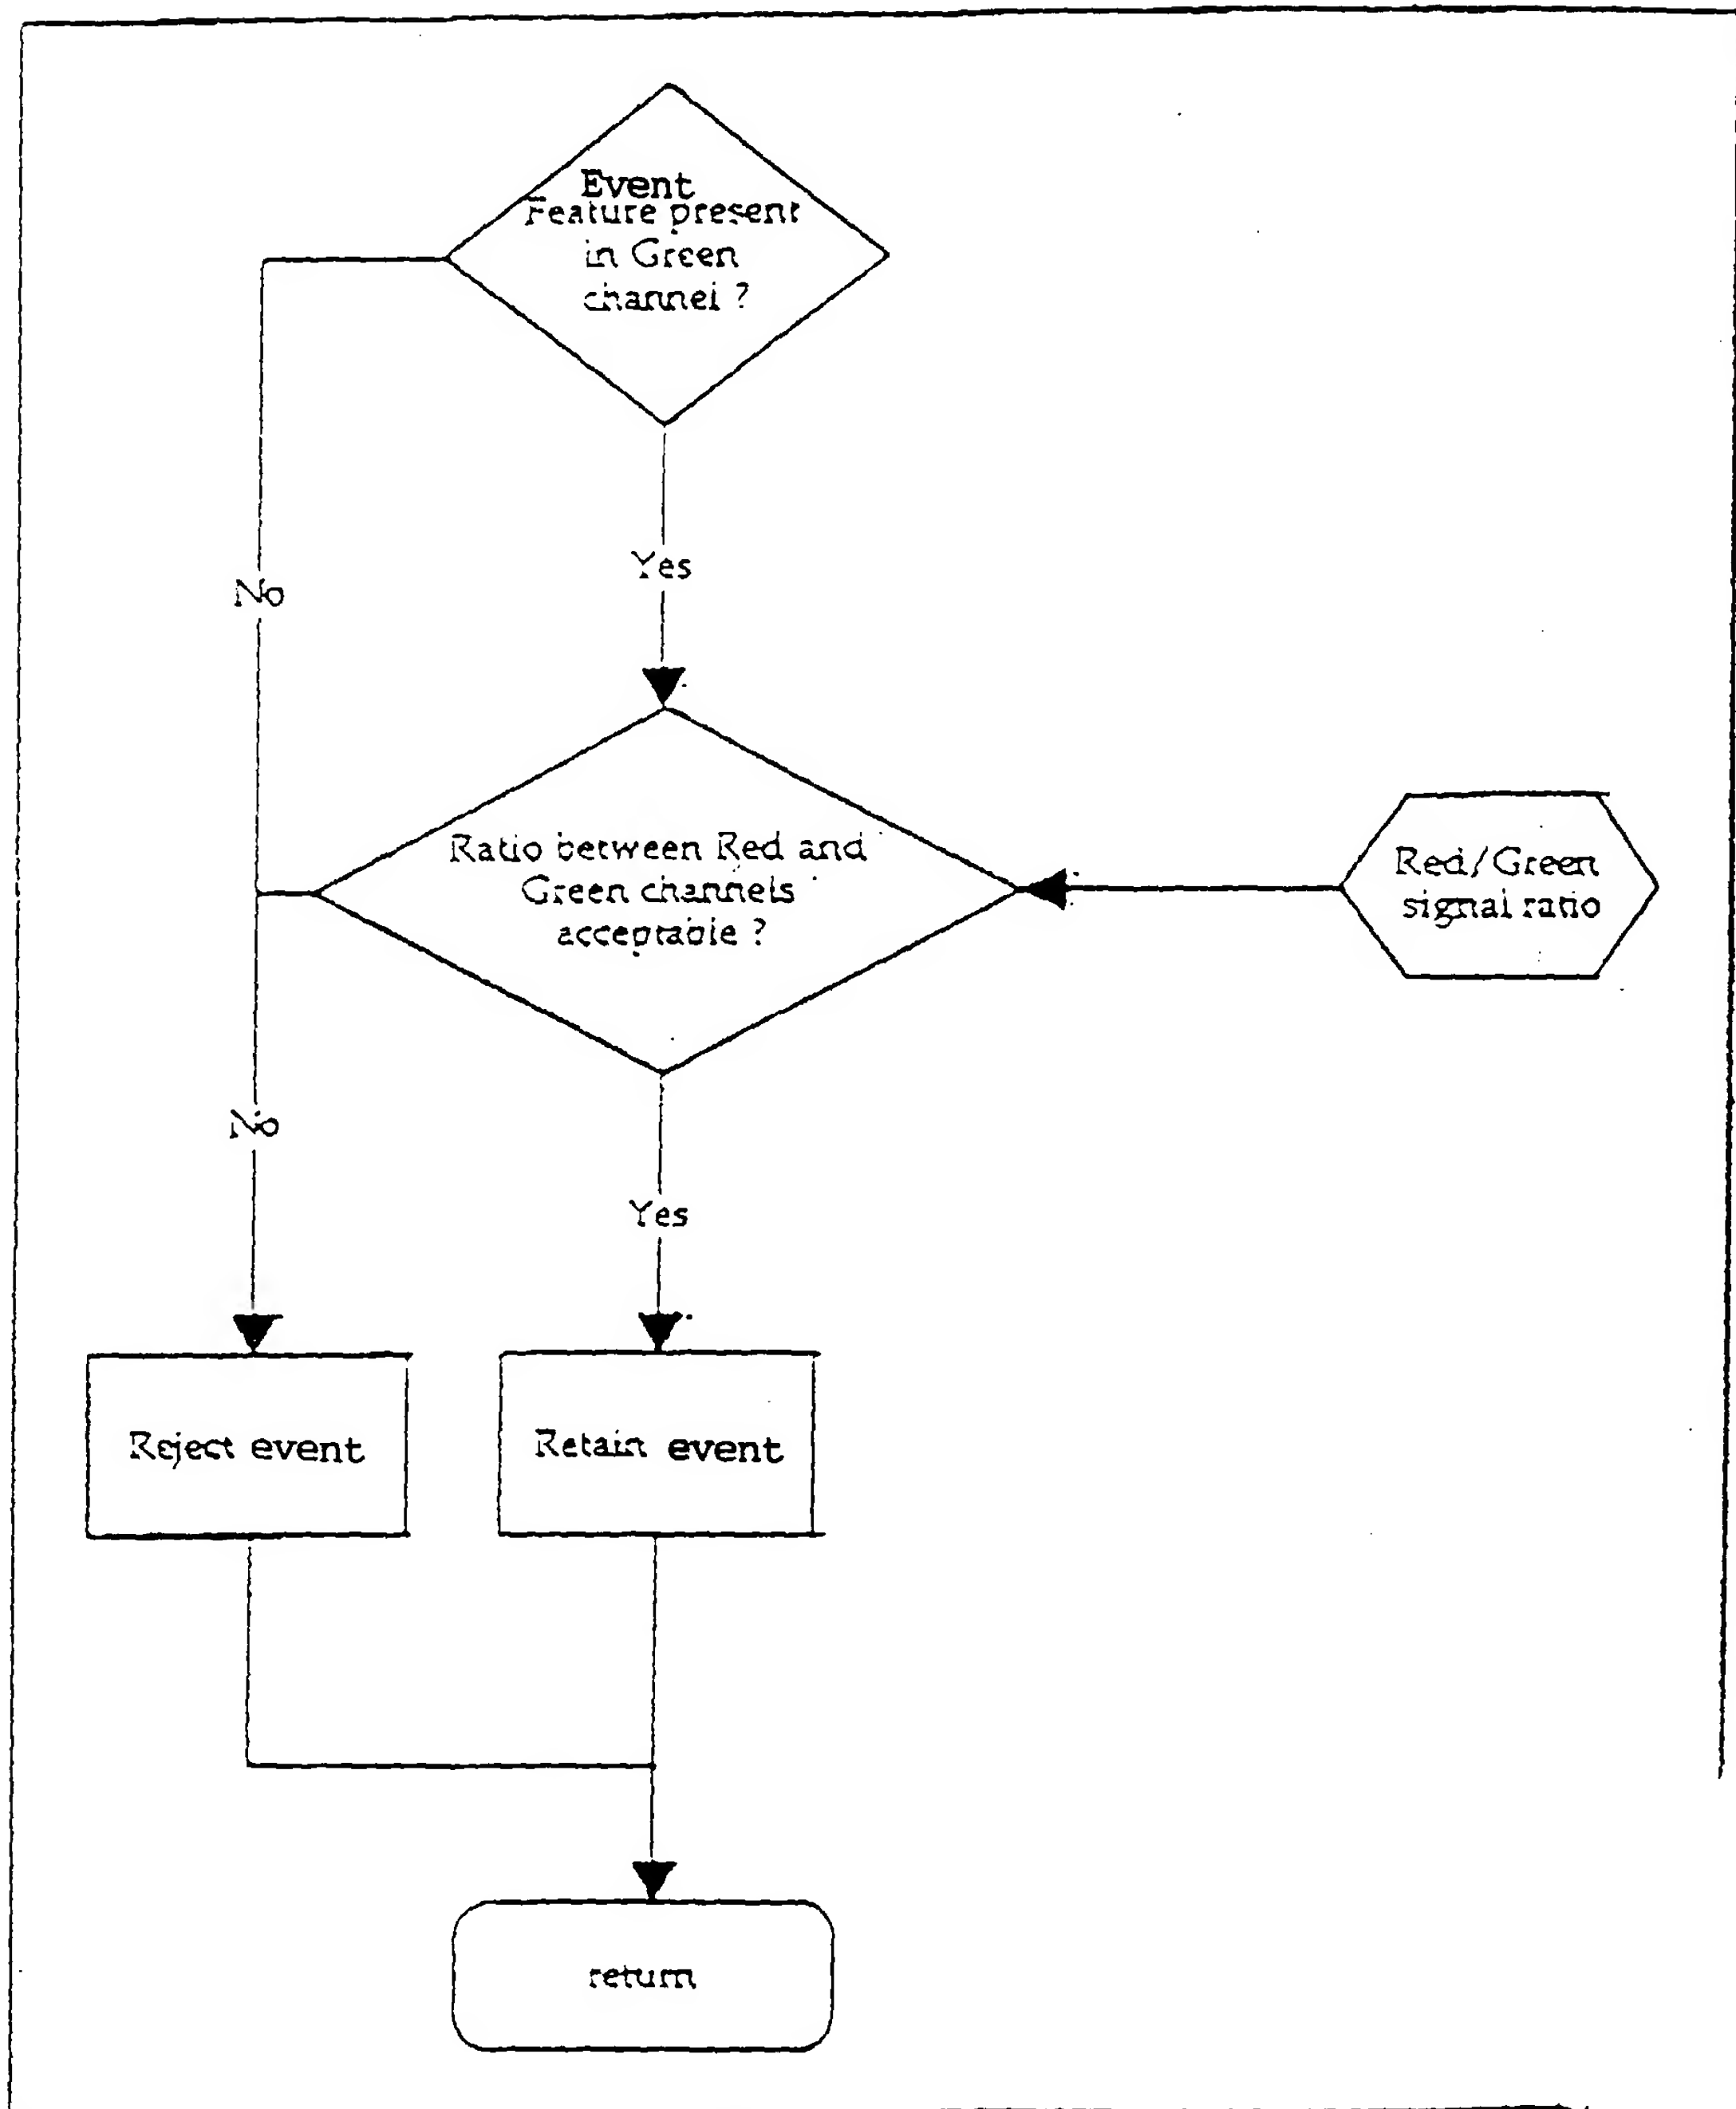 Event
Feature present
in Green
channel ?
Yes
No
Ratio between Red and
Green channels
acceptable ?
Red/Green
signal ratio
No
Yes
Reject event
Retain event
return